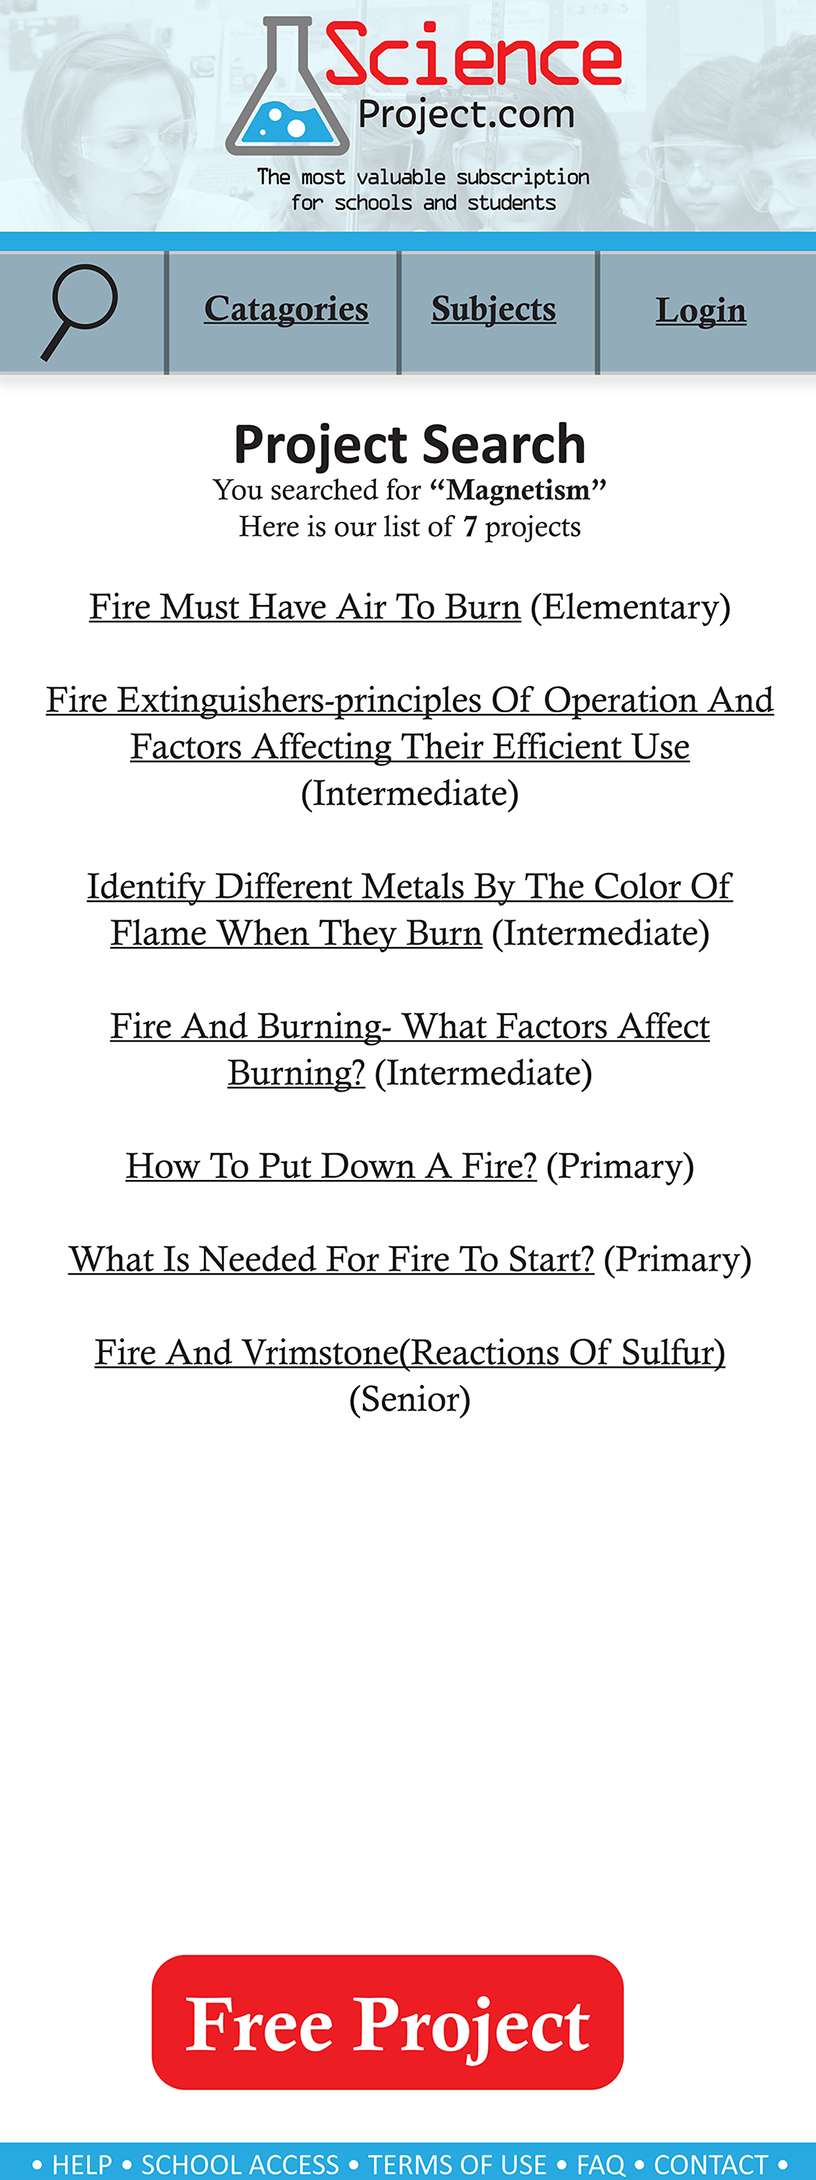 Science
Project.com
The most valuable subscription
for schools and students
Catagories
Subjects
Login
Project Search
You searched for “Magnetism”
Here is our list of 7 projects
Fire Must Have Air To Burn (Elementary)
Fire Extinguishers-principles Of Operation And
Factors Affecting Their Efficient Use
(Intermediate)
Identify Different Metals By The Color Of
Flame When They Burn (Intermediate)
Fire And Burning- What Factors Affect
Burning? (Intermediate)
How To Put Down A Fire? (Primary)
What Is Needed For Fire To Start? (Primary)
Fire And Vrimstone(Reactions Of Sulfur)
(Senior)
Free Project
• HELP • SCHOOL ACCESS • TERMS OF USE • FAQ • CONTACT •